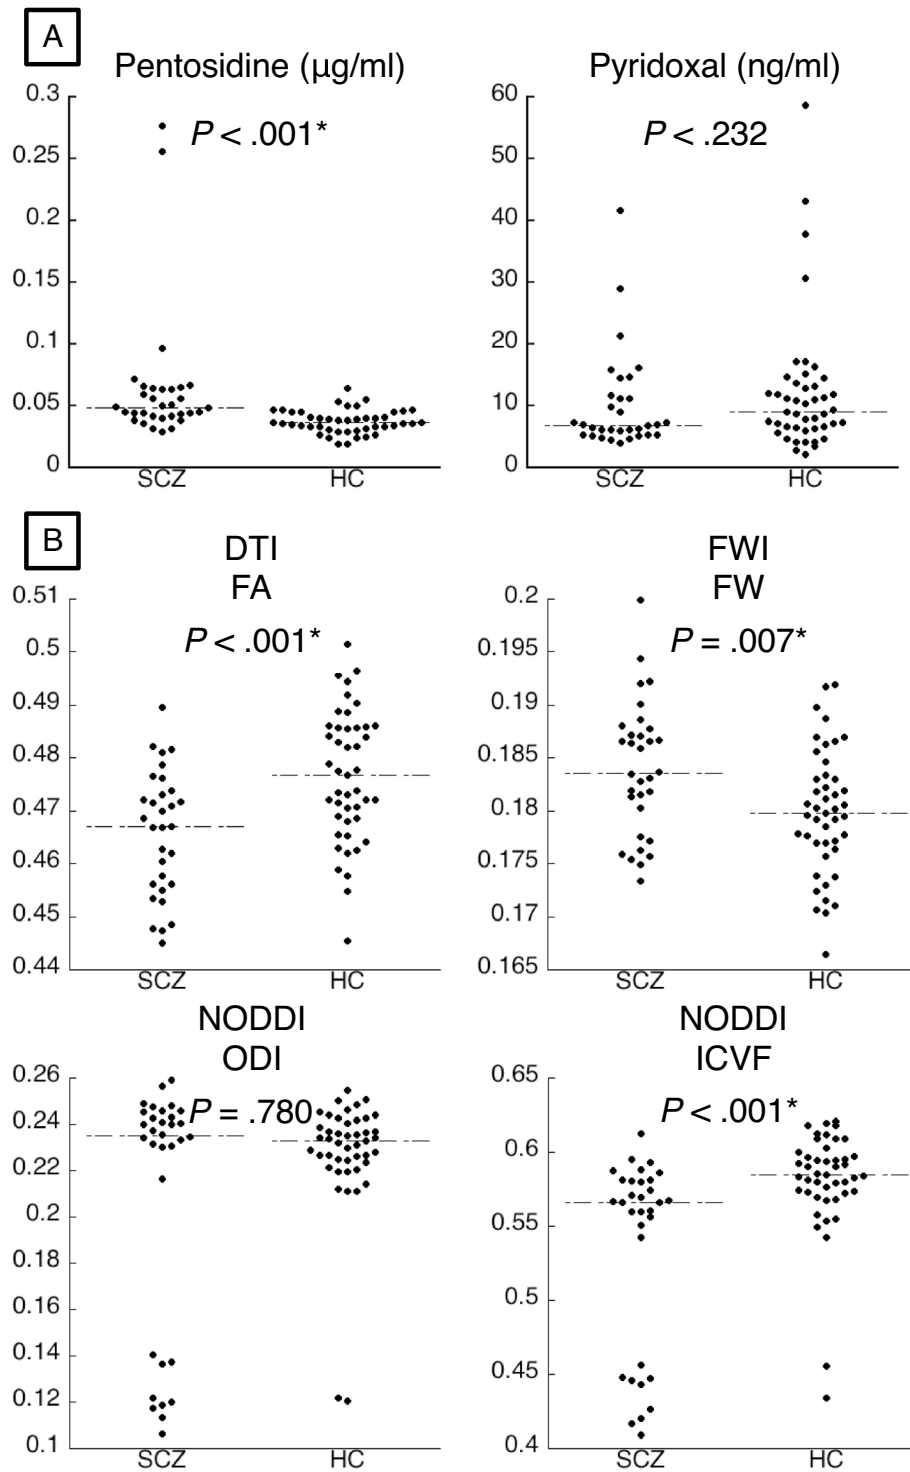 A
Pentosidine (µg/ml) Pyridoxal (ng/ml)
P < .001* P < .232
0.3
0.25
0.2
0.15
0.1
0.05
0
SCZ HC
60
50
40
30
20
10
0
SCZ HC
B
DTI
FA
P < .001*
0.51
0.5
0.49
0.48
0.47
0.46
0.45
0.44
SCZ HC
FWI
FW
P = .007*
0.2
0.195
0.19
0.185
0.18
0.175
0.17
0.165
SCZ HC
NODDI
ODI
P = .780
0.26
0.24
0.22
0.2
0.18
0.16
0.14
0.12
0.1
SCZ HC
NODDI
ICVF
P < .001*
0.65
0.6
0.55
0.5
0.45
0.4
SCZ HC